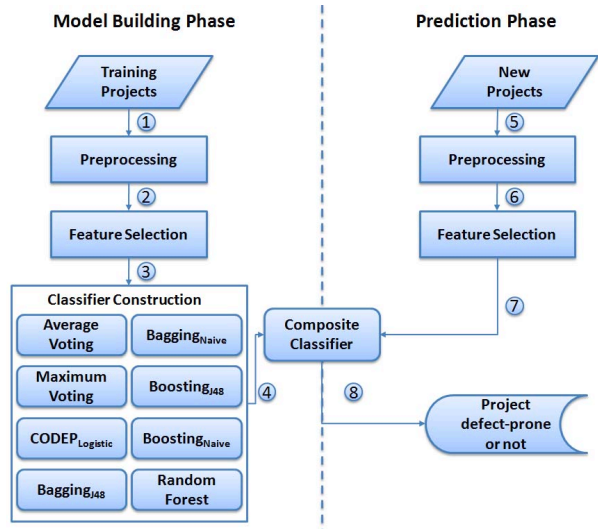 Model Building Phase
Prediction Phase
Training
Projects
1
Preprocessing
2
Feature Selection
3
Classifier Construction
Average
Voting
BaggingNaive
Maximum
Voting
BoostingJ48
CODEPLogistic
BoostingNaive
BaggingJ48
Random
Forest
4
Composite
Classifier
New
Projects
5
Preprocessing
6
Feature Selection
7
8
Project
defect-prone
or not